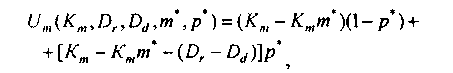 U_m(K_m, D_r, D_d, m*, p*) = (K_m − K_m m*)(1 − p*) +
+ [K_m − K_m m* − (D_r − D_d)] p*,